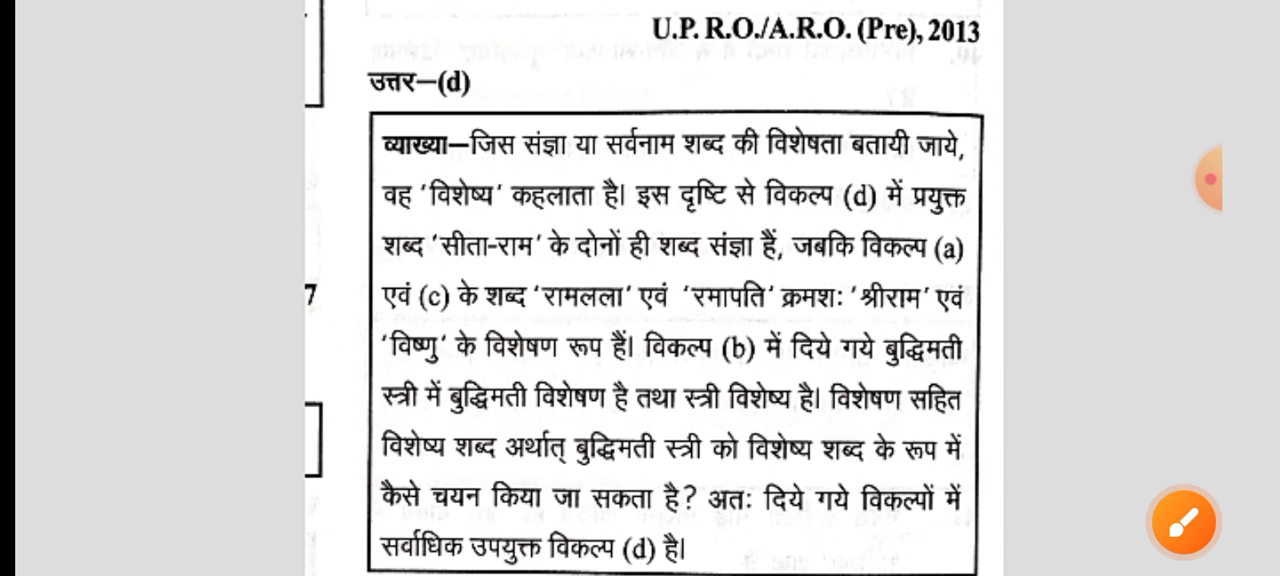 U.P. R.O./A.R.O. (Pre), 2013
उत्तर–(d)
व्याख्या–जिस संज्ञा या सर्वनाम शब्द की विशेषता बतायी जाये,
वह 'विशेष्य' कहलाता है। इस दृष्टि से विकल्प (d) में प्रयुक्त
शब्द 'सीता-राम' के दोनों ही शब्द संज्ञा हैं, जबकि विकल्प (a)
7
एवं (c) के शब्द 'रामलला' एवं 'रमापति' क्रमशः 'श्रीराम' एवं
'विष्णु' के विशेषण रूप हैं। विकल्प (b) में दिये गये बुद्धिमती
स्त्री में बुद्धिमती विशेषण है तथा स्त्री विशेष्य है। विशेषण सहित
विशेष्य शब्द अर्थात् बुद्धिमती स्त्री को विशेष्य शब्द के रूप में
कैसे चयन किया जा सकता है? अतः दिये गये विकल्पों में
सर्वाधिक उपयुक्त विकल्प (d) है।